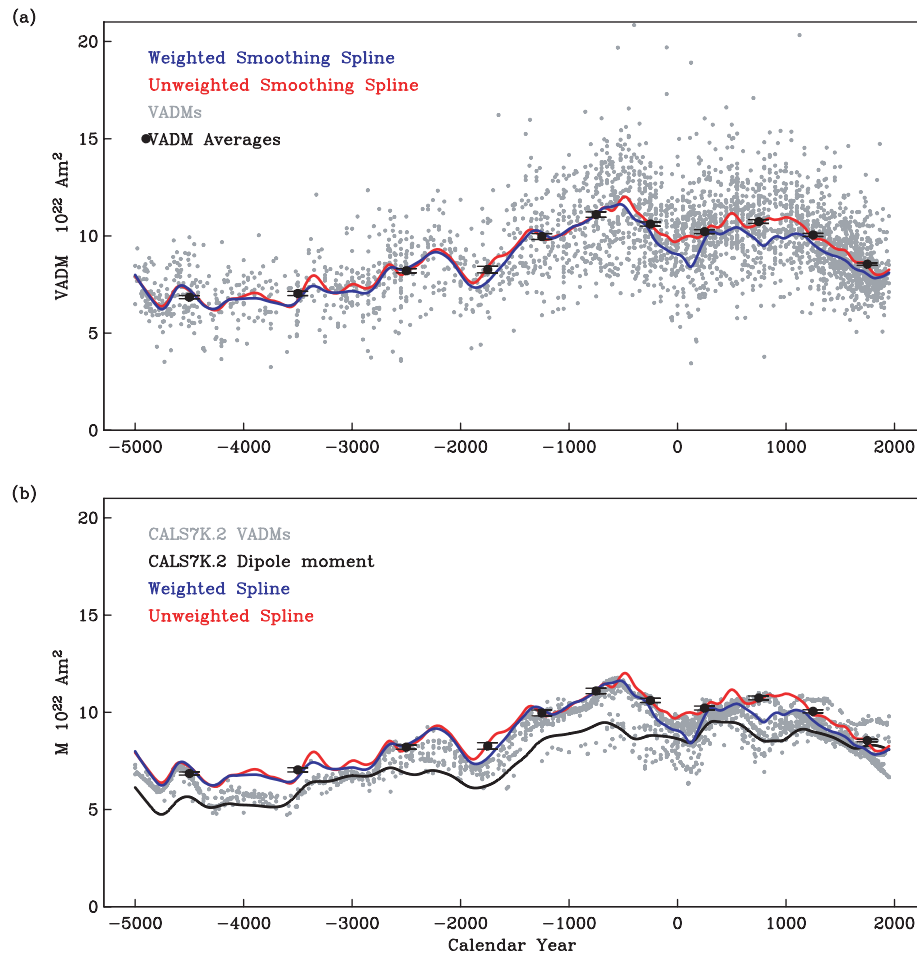 (a)
20
15
10
5
0
VADM 10²² Am²
Weighted Smoothing Spline
Unweighted Smoothing Spline
VADMs
VADM Averages
−5000 −4000 −3000 −2000 −1000 0 1000 2000
(b)
20
15
10
5
0
M 10²² Am²
CALS7K.2 VADMs
CALS7K.2 Dipole moment
Weighted Spline
Unweighted Spline
−5000 −4000 −3000 −2000 −1000 0 1000 2000
Calendar Year